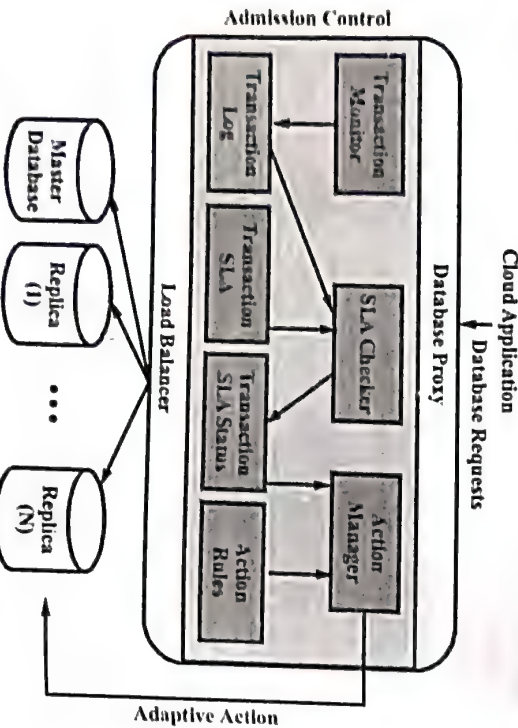 Cloud Application
Database Requests
Database Proxy
Admission Control
Transaction
Monitor
SLA Checker
Action
Manager
Transaction
Log
Transaction
SLA
Transaction
SLA Status
Action
Rules
Load Balancer
Master
Database
Replica
(1)
Replica
(N)
Adaptive Action